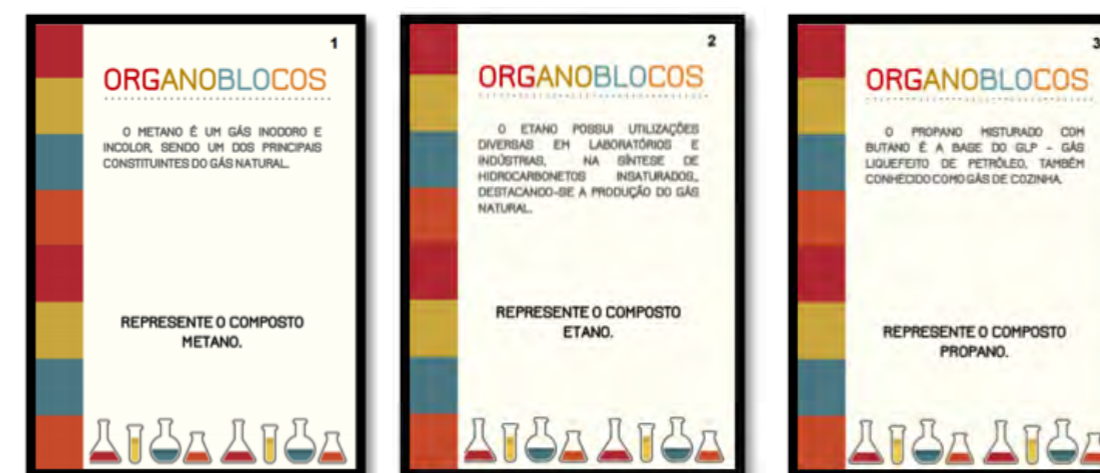 1
ORGANOBLOCOS
O METANO É UM GÁS INODORO E
INCOLOR, SENDO UM DOS PRINCIPAIS
CONSTITUINTES DO GÁS NATURAL.
REPRESENTE O COMPOSTO
METANO.
2
ORGANOBLOCOS
O ETANO POSSUI UTILIZAÇÕES
DIVERSAS EM LABORATÓRIOS E
INDÚSTRIAS, NA SÍNTESE DE
HIDROCARBONETOS INSATURADOS,
DESTACANDO-SE A PRODUÇÃO DO GÁS
NATURAL.
REPRESENTE O COMPOSTO
ETANO.
3
ORGANOBLOCOS
O PROPANO MISTURADO COM
BUTANO É A BASE DO GLP - GÁS
LIQUEFEITO DE PETRÓLEO, TAMBÉM
CONHECIDO COMO GÁS DE COZINHA.
REPRESENTE O COMPOSTO
PROPANO.